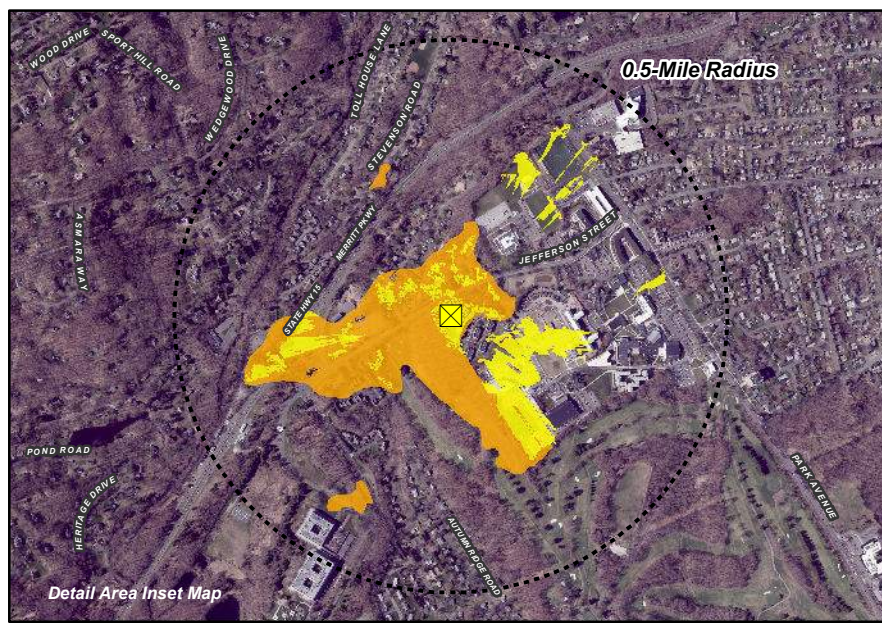 WOOD DRIVE
SPORT HILL ROAD
WEDGEWOOD DRIVE
TOLL HOUSE LANE
STEVENSON ROAD
0.5-Mile Radius
ASMARA WAY
MERRITT PKWY
STATE HWY 15
JEFFERSON STREET
POND ROAD
HERITAGE DRIVE
PARK AVENUE
AUTUMN RIDGE ROAD
Detail Area Inset Map